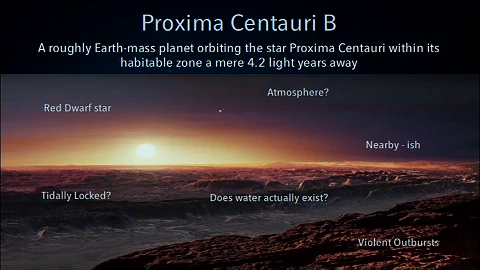 Proxima Centauri B
A roughly Earth-mass planet orbiting the star Proxima Centauri within its
habitable zone a mere 4.2 light years away
Atmosphere?
Red Dwarf star
Nearby - ish
Tidally Locked?
Does water actually exist?
Violent Outbursts